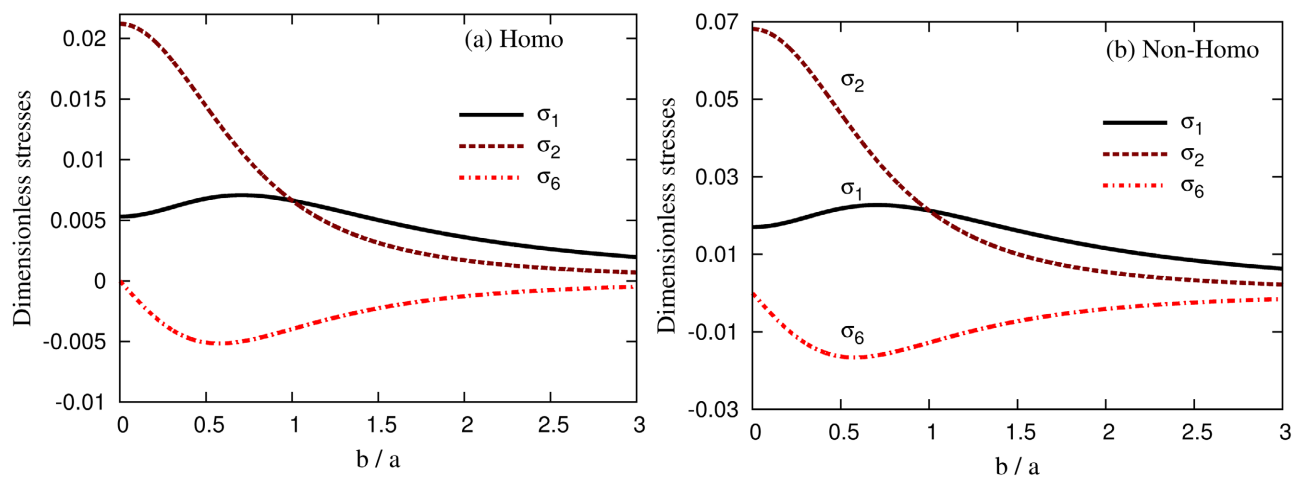 (a) Homo
0.02
0.015
0.01
0.005
0
-0.005
-0.01
Dimensionless stresses
σ1
σ2
σ6
0 0.5 1 1.5 2 2.5 3
b / a
(b) Non-Homo
0.07
0.05
0.03
0.01
-0.01
-0.03
Dimensionless stresses
σ2
σ1
σ6
σ1
σ2
σ6
0 0.5 1 1.5 2 2.5 3
b / a